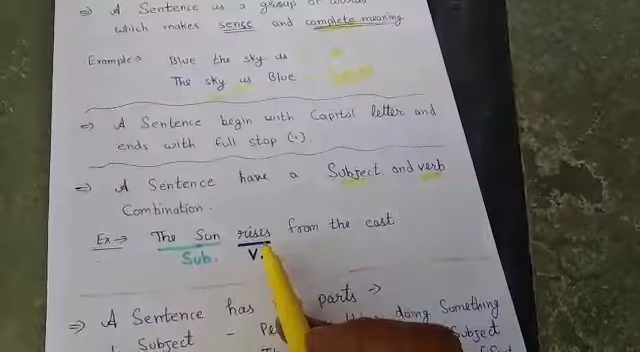 ⇒ A Sentence is a group of words
which makes sense and complete meaning
Example⇒ Blue the sky is
The sky is Blue
⇒ A Sentence begin with Capital letter and
ends with full stop (.).
⇒ A Sentence have a Subject and verb
Combination.
Ex⇒ The Sun rises from the east
Sub. V.
⇒ A Sentence has parts ⇒
Subject - doing Something
Subject